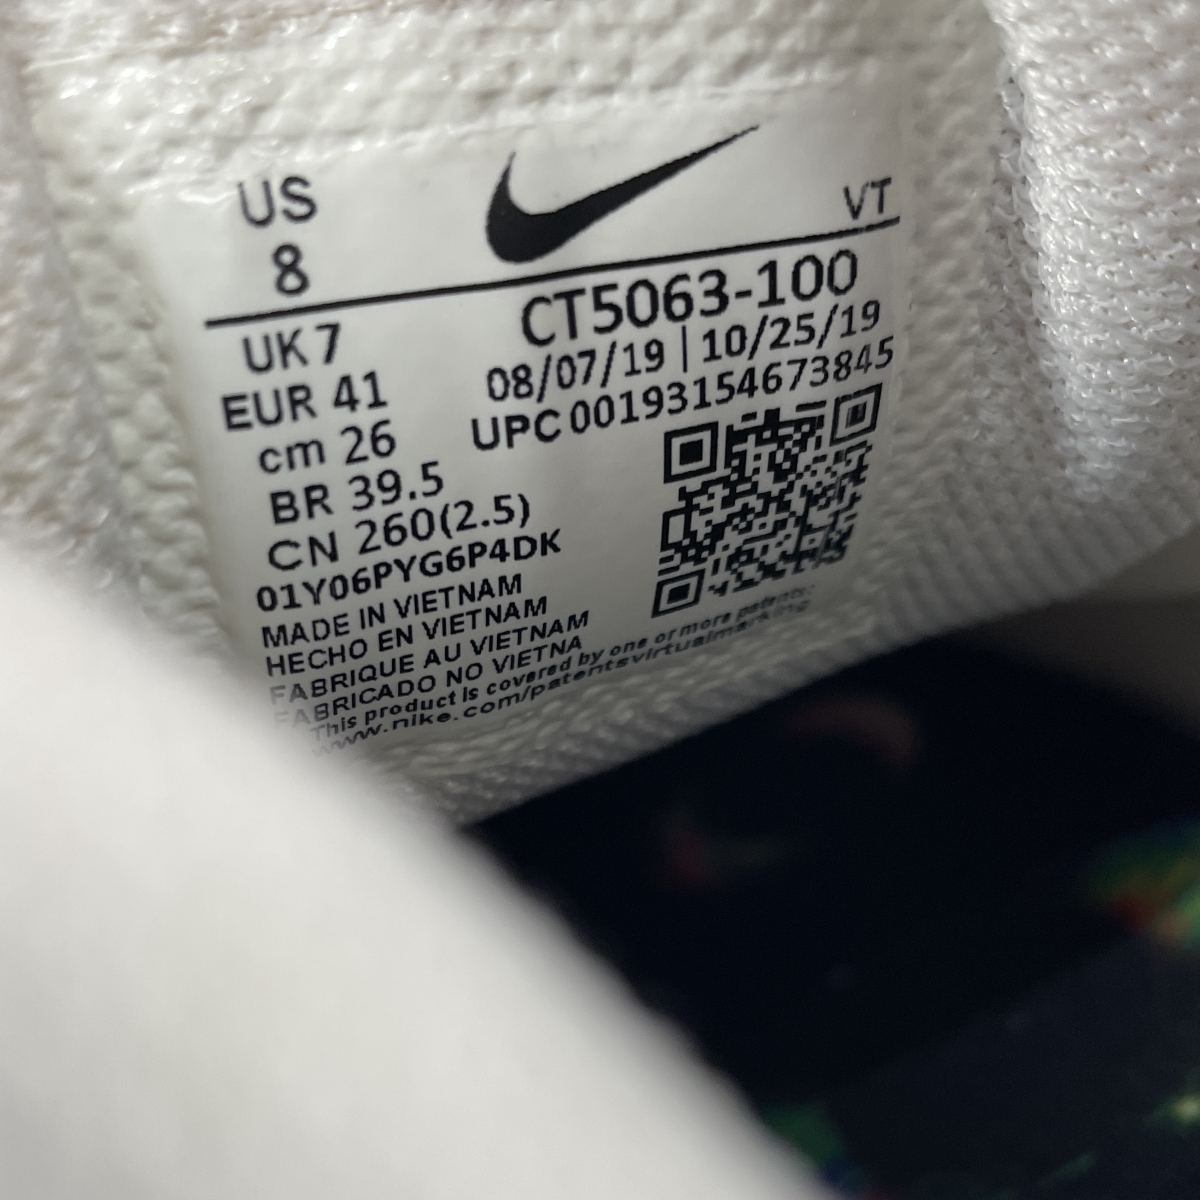 US
8
VT
CT5063-100
UK 7
08/07/19 | 10/25/19
EUR 41
UPC 00193154673845
cm 26
BR 39.5
CN 260(2.5)
01Y06PYG6P4DK
MADE IN VIETNAM
HECHO EN VIETNAM
FABRIQUE AU VIETNAM
FABRICADO NO VIETNA
This product is covered by one or more patents:
www.nike.com/patentsvirtualmarking